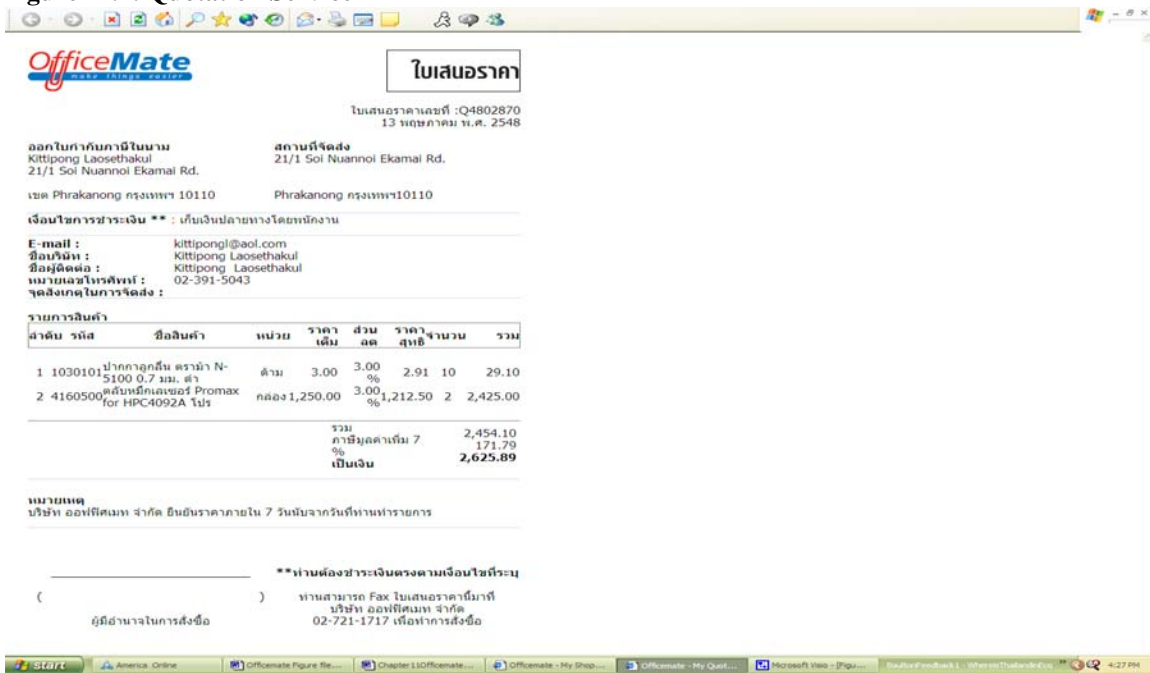 OfficeMate
make things easier
ใบเสนอราคา
ใบเสนอราคาเลขที่ :Q4802870
13 พฤษภาคม พ.ศ. 2548
ออกใบกำกับภาษีในนาม
Kittipong Laosethakul
21/1 Soi Nuannoi Ekamai Rd.
เขต Phrakanong กรุงเทพฯ 10110
สถานที่จัดส่ง
21/1 Soi Nuannoi Ekamai Rd.
Phrakanong กรุงเทพฯ10110
เงื่อนไขการชำระเงิน ** : เก็บเงินปลายทางโดยพนักงาน
E-mail : kittipongl@aol.com
ชื่อบริษัท : Kittipong Laosethakul
ชื่อผู้ติดต่อ : Kittipong Laosethakul
หมายเลขโทรศัพท์ : 02-391-5043
จุดสังเกตในการจัดส่ง :
รายการสินค้า
ลำดับ รหัส ชื่อสินค้า หน่วย ราคาเดิม ส่วนลด ราคาสุทธิ จำนวน รวม
1 1030101 ปากกาลูกลื่น ตราม้า N-5100 0.7 มม. ดำ ด้าม 3.00 3.00 % 2.91 10 29.10
2 4160500 ตลับหมึกเลเซอร์ Promax for HPC4092A โปร กล่อง 1,250.00 3.00 % 1,212.50 2 2,425.00
รวม 2,454.10
ภาษีมูลค่าเพิ่ม 7 % 171.79
เป็นเงิน 2,625.89
หมายเหตุ
บริษัท ออฟฟิศเมท จำกัด ยืนยันราคาภายใน 7 วันนับจากวันที่ท่านทำรายการ
**ท่านต้องชำระเงินตรงตามเงื่อนไขที่ระบุ
( )
ผู้มีอำนาจในการสั่งซื้อ
ท่านสามารถ Fax ใบเสนอราคานี้มาที่
บริษัท ออฟฟิศเมท จำกัด
02-721-1717 เพื่อทำการสั่งซื้อ
start America Online Officemate Figure file... Chapter 11Officemate... Officemate - My Shop... Officemate - My Quot... Microsoft Visio - [Figu... 4:27 PM